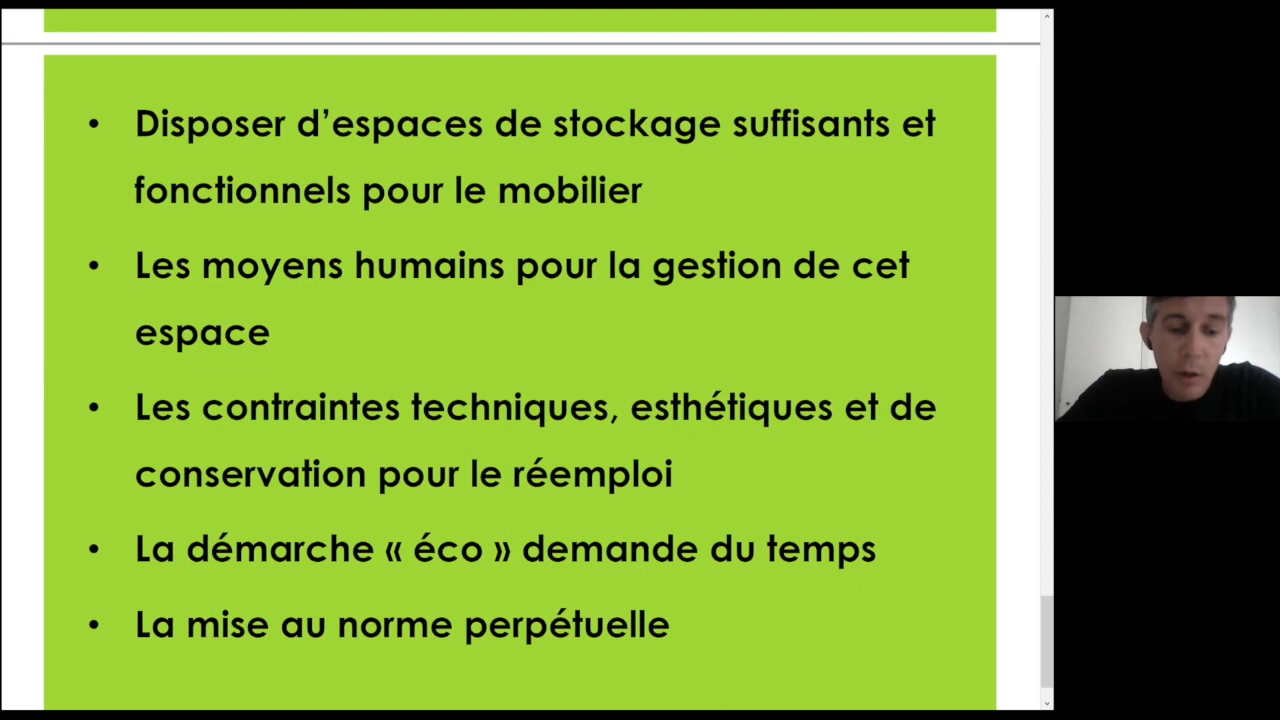 • Disposer d’espaces de stockage suffisants et
fonctionnels pour le mobilier
• Les moyens humains pour la gestion de cet
espace
• Les contraintes techniques, esthétiques et de
conservation pour le réemploi
• La démarche « éco » demande du temps
• La mise au norme perpétuelle